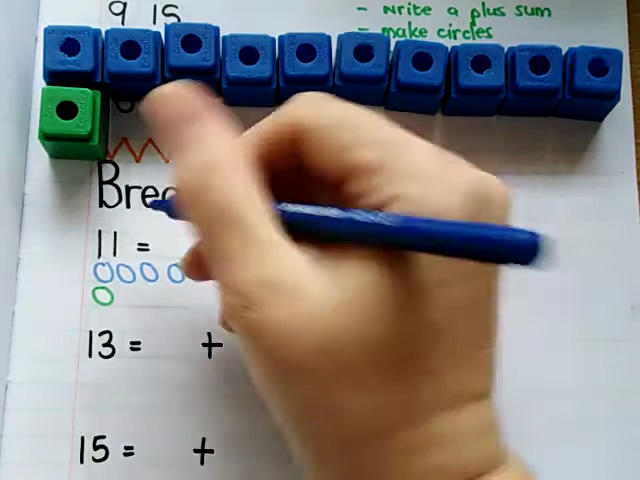 9 15
- write a plus sum
- make circles
11 =
13 = +
15 = +